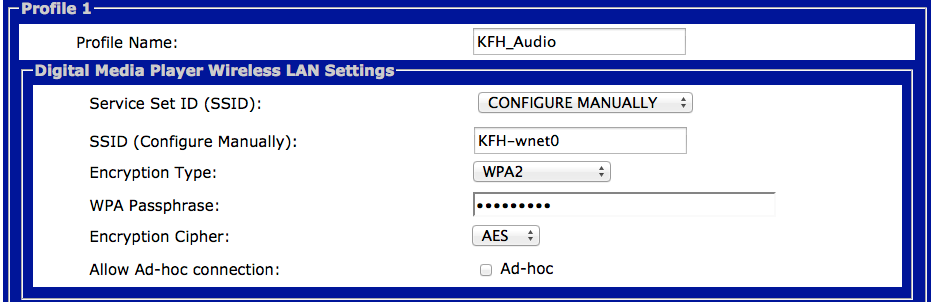 Profile 1
Profile Name: KFH_Audio
Digital Media Player Wireless LAN Settings
Service Set ID (SSID): CONFIGURE MANUALLY
SSID (Configure Manually): KFH-wnet0
Encryption Type: WPA2
WPA Passphrase: •••••••••
Encryption Cipher: AES
Allow Ad-hoc connection: Ad-hoc